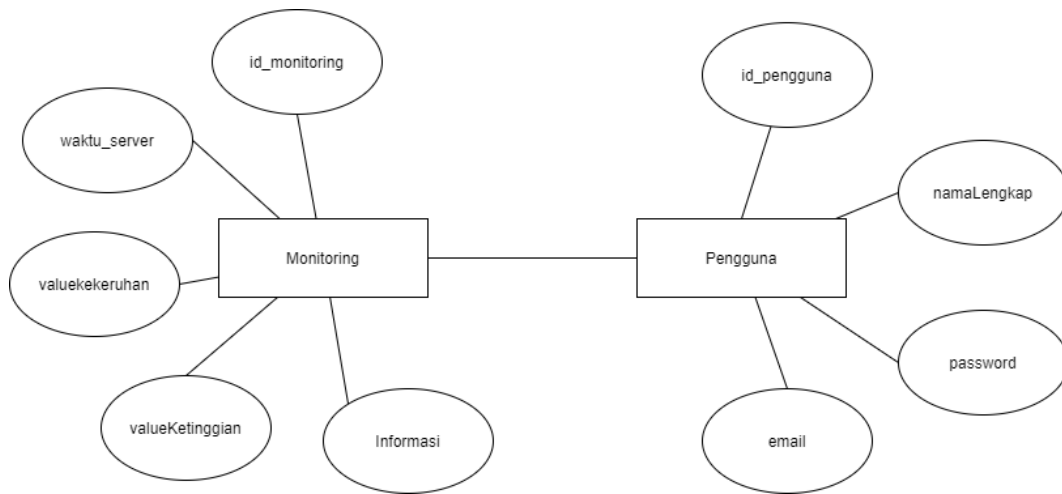 id_monitoring
id_pengguna
waktu_server
namaLengkap
Monitoring
Pengguna
valuekekeruhan
password
valueKetinggian
Informasi
email